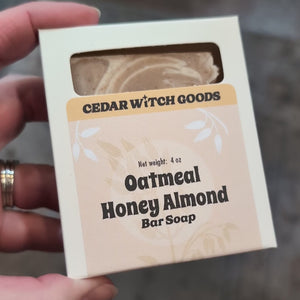 CEDAR WITCH GOODS
Net weight: 4 oz
Oatmeal
Honey Almond
Bar Soap